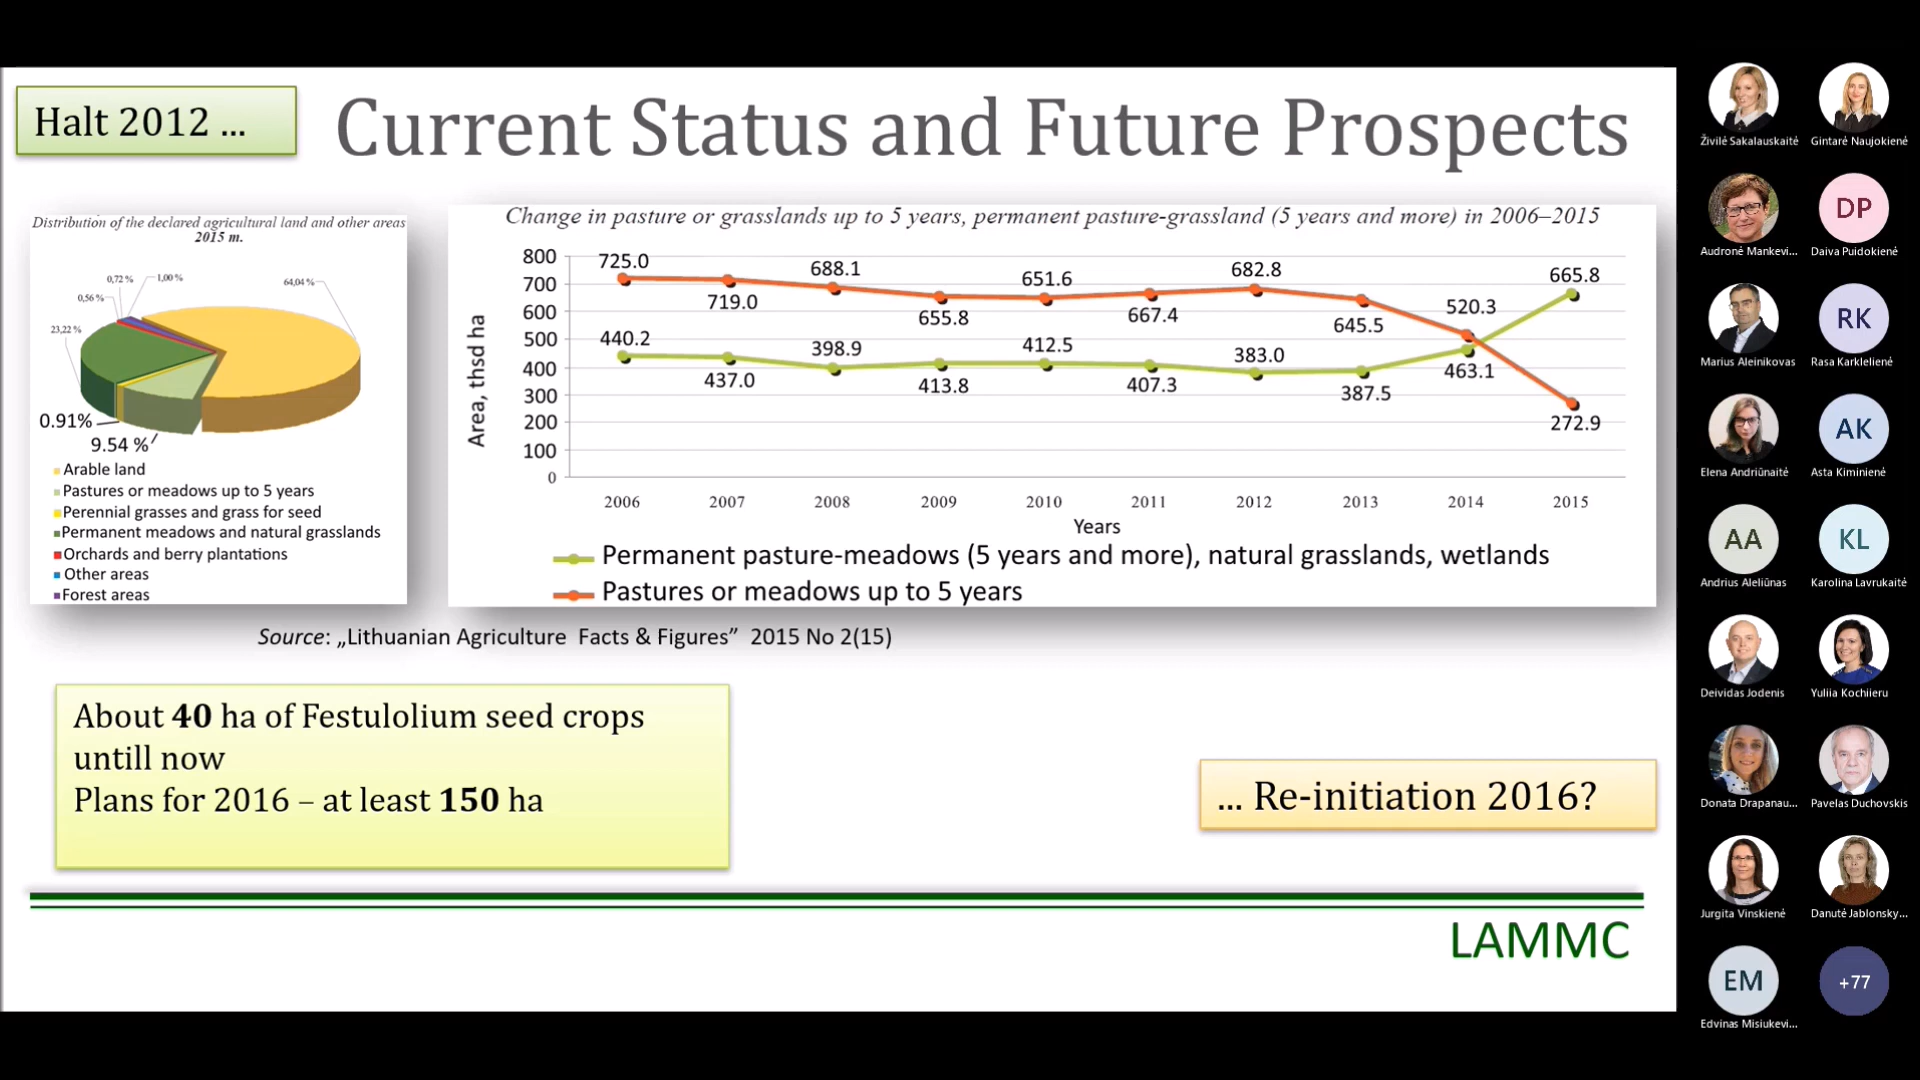 Halt 2012 ...
Current Status and Future Prospects
Distribution of the declared agricultural land and other areas
2015 m.
0,72 %
1,00 %
64,04 %
0,56 %
23,22 %
0.91%
9.54 %
Arable land
Pastures or meadows up to 5 years
Perennial grasses and grass for seed
Permanent meadows and natural grasslands
Orchards and berry plantations
Other areas
Forest areas
Change in pasture or grasslands up to 5 years, permanent pasture-grassland (5 years and more) in 2006–2015
Area, thsd ha
800
700
600
500
400
300
200
100
0
725.0
719.0
688.1
655.8
651.6
667.4
682.8
645.5
520.3
272.9
440.2
437.0
398.9
413.8
412.5
407.3
383.0
387.5
463.1
665.8
2006 2007 2008 2009 2010 2011 2012 2013 2014 2015
Years
Permanent pasture-meadows (5 years and more), natural grasslands, wetlands
Pastures or meadows up to 5 years
Source: „Lithuanian Agriculture Facts & Figures” 2015 No 2(15)
About 40 ha of Festulolium seed crops
untill now
Plans for 2016 – at least 150 ha
... Re-initiation 2016?
LAMMC
Živilė Sakalauskaitė
Gintarė Naujokienė
Audronė Mankevi...
DP
Daiva Puidokienė
Marius Aleinikovas
RK
Rasa Karklelienė
Elena Andriūnaitė
AK
Asta Kiminienė
AA
Andrius Aleliūnas
KL
Karolina Lavrukaitė
Deividas Jodenis
Yuliia Kochiieru
Donata Drapanau...
Pavelas Duchovskis
Jurgita Vinskienė
Danutė Jablonsky...
EM
Edvinas Misiukevi...
+77